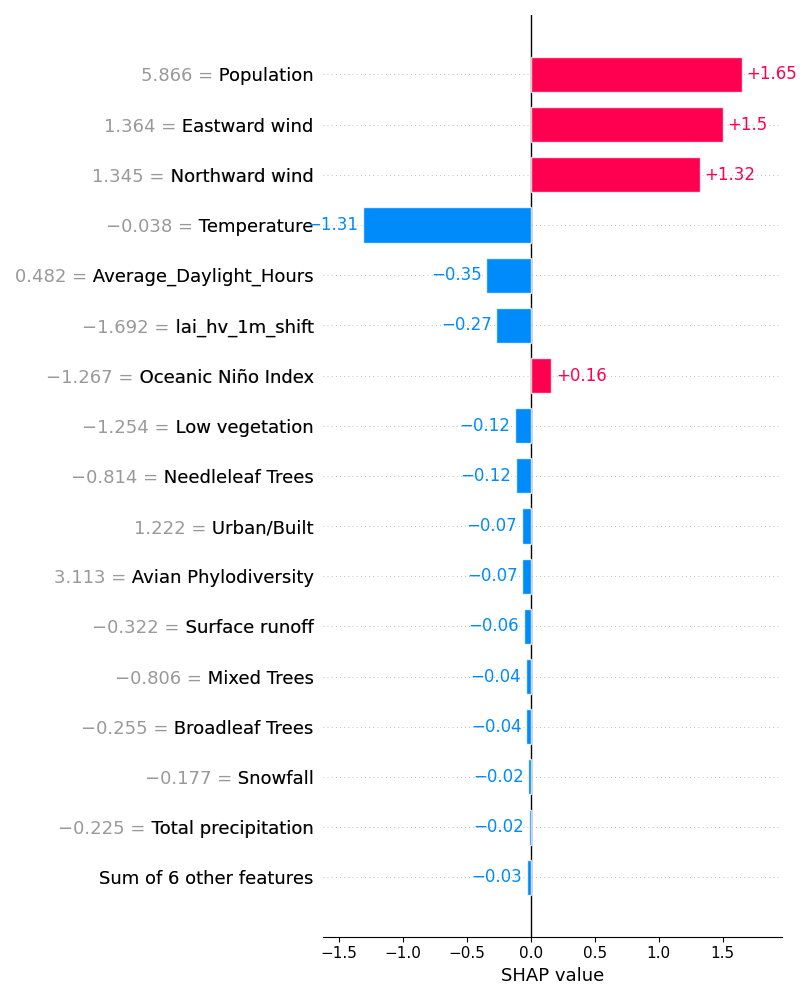 5.866 = Population +1.65
1.364 = Eastward wind +1.5
1.345 = Northward wind +1.32
−0.038 = Temperature −1.31
0.482 = Average_Daylight_Hours −0.35
−1.692 = lai_hv_1m_shift −0.27
−1.267 = Oceanic Niño Index +0.16
−1.254 = Low vegetation −0.12
−0.814 = Needleleaf Trees −0.12
1.222 = Urban/Built −0.07
3.113 = Avian Phylodiversity −0.07
−0.322 = Surface runoff −0.06
−0.806 = Mixed Trees −0.04
−0.255 = Broadleaf Trees −0.04
−0.177 = Snowfall −0.02
−0.225 = Total precipitation −0.02
Sum of 6 other features −0.03
−1.5 −1.0 −0.5 0.0 0.5 1.0 1.5
SHAP value